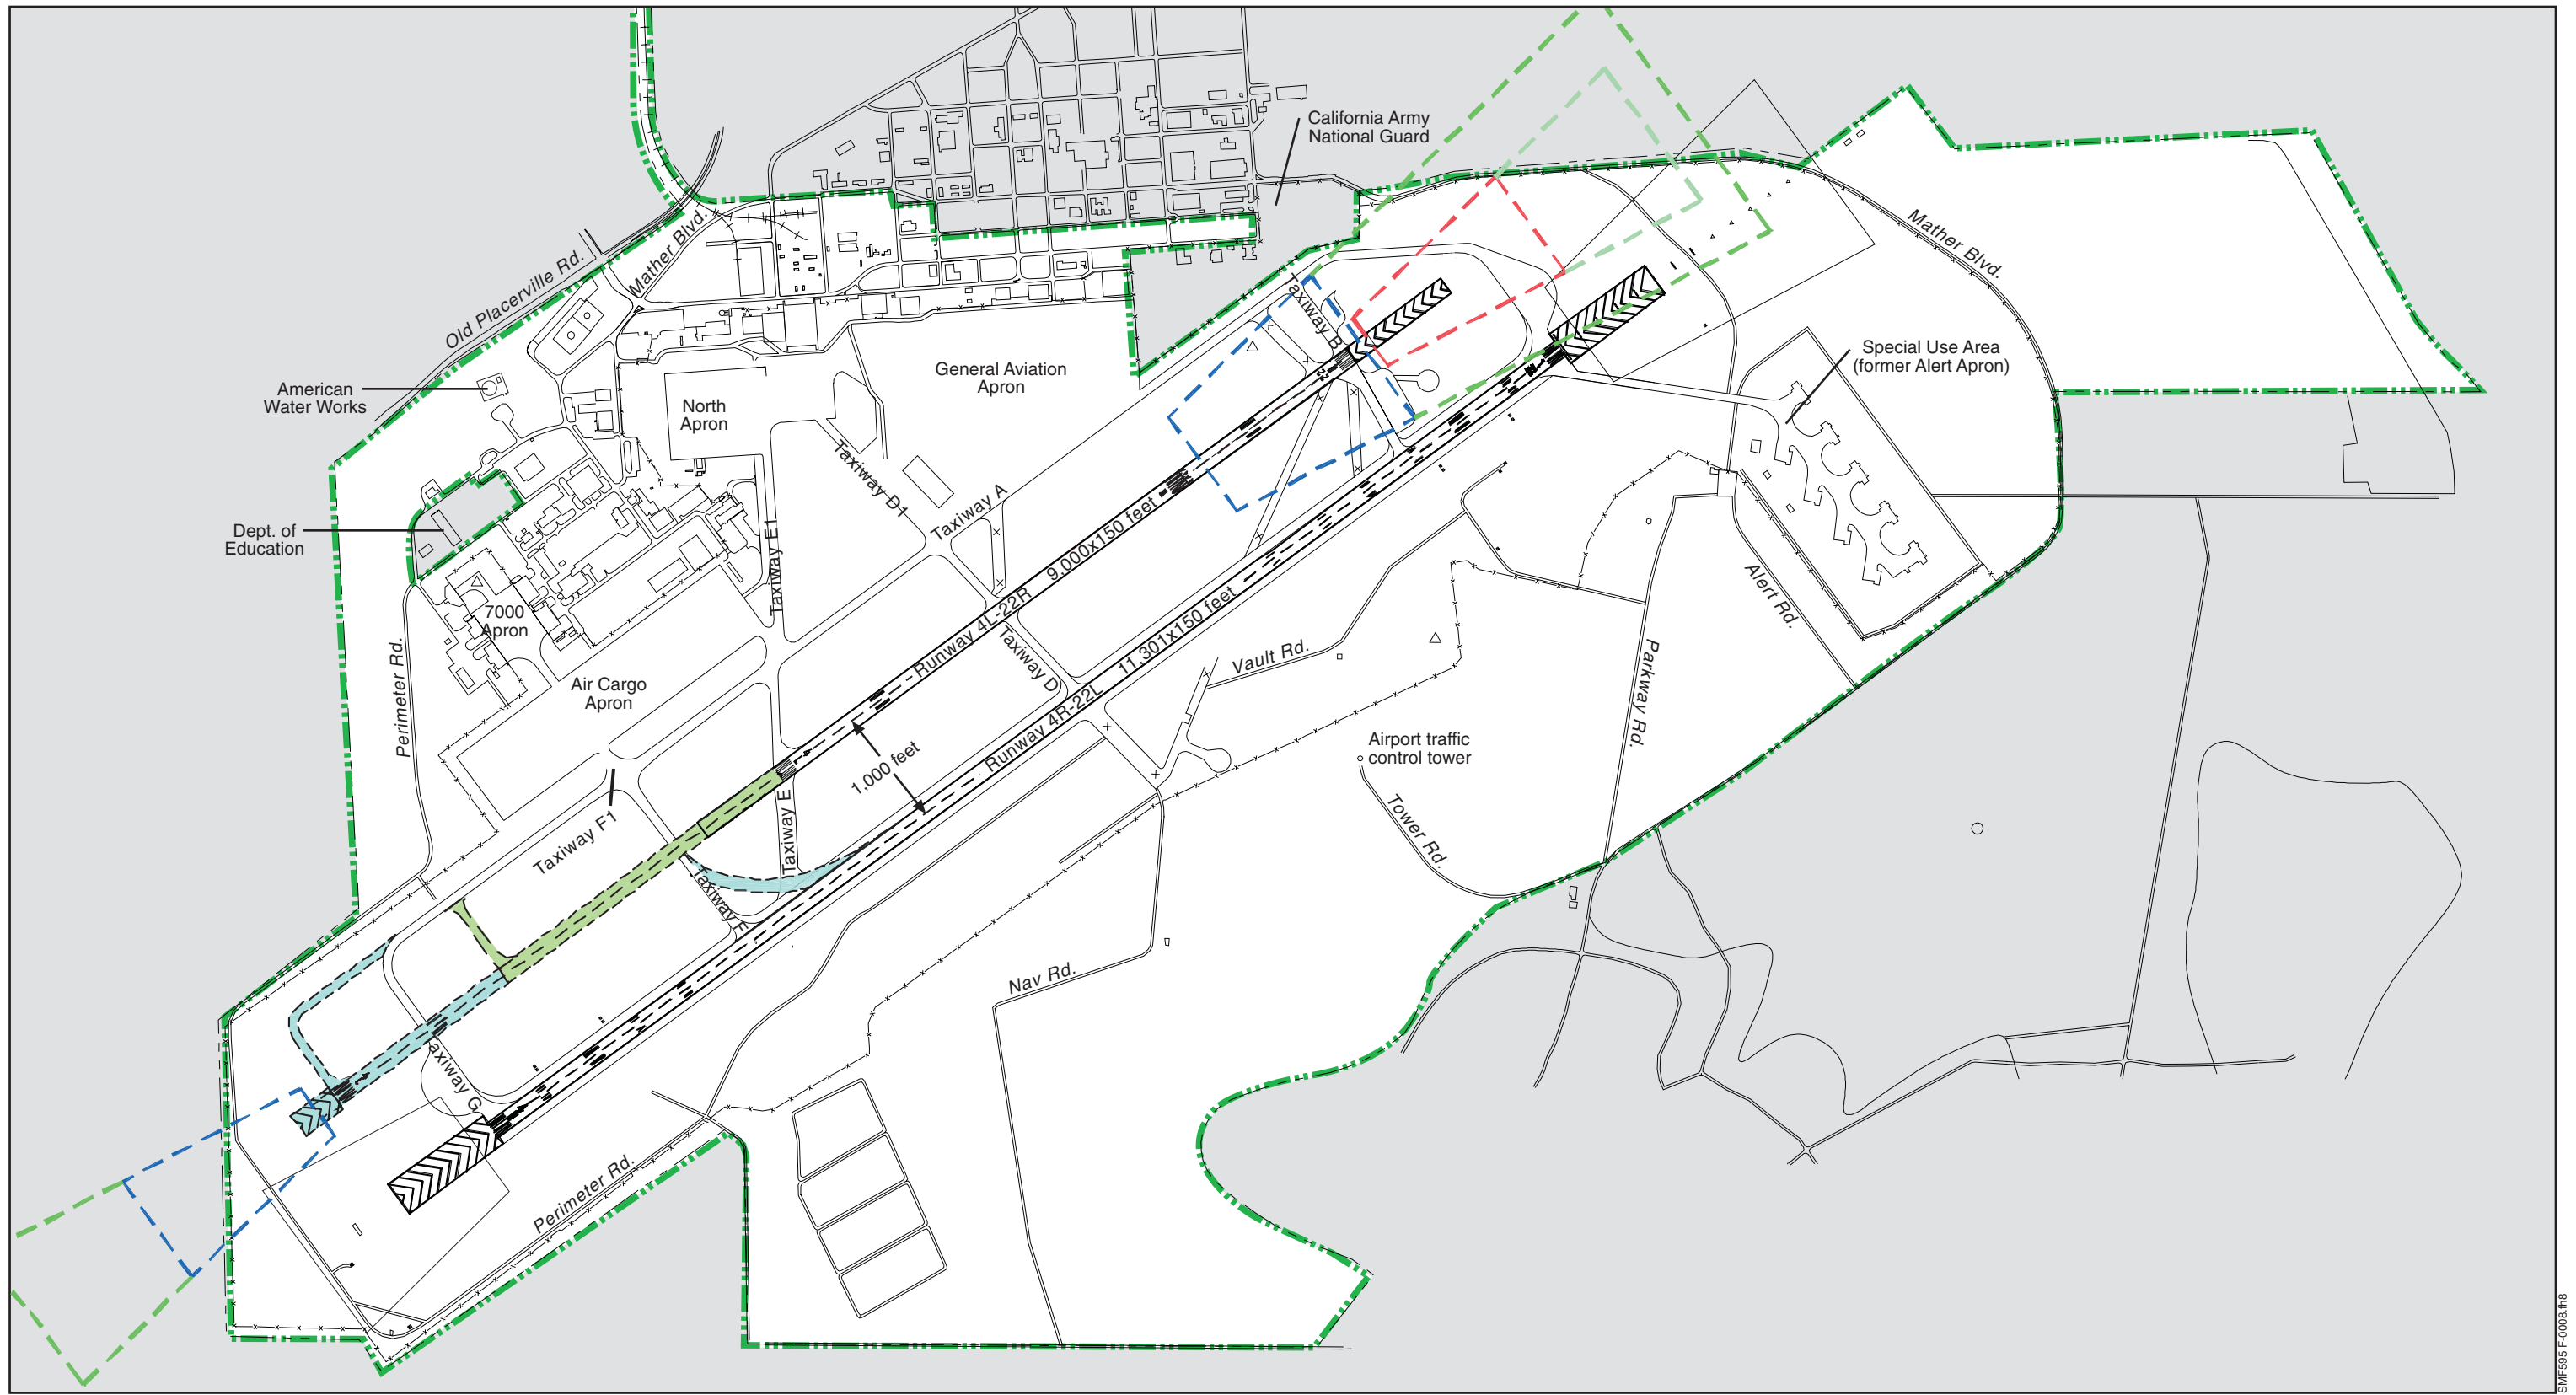 California Army
National Guard
Mather Blvd.
Old Placerville Rd.
Mather Blvd.
Taxiway B
Special Use Area
(former Alert Apron)
American
Water Works
General Aviation
Apron
North
Apron
22
Taxiway D1
Taxiway A
Dept. of
Education
Taxiway E1
9,000x150 feet
Runway 4L-22R
7000
Apron
Alert Rd.
11,301x150 feet
Runway 4R-22L
Taxiway D
Vault Rd.
Parkway Rd.
Perimeter Rd.
Air Cargo
Apron
1,000 feet
Airport traffic
control tower
Taxiway E
Taxiway F1
Tower Rd.
Taxiway F
Nav Rd.
Taxiway G
Perimeter Rd.
SMF595 F-0008.fh8